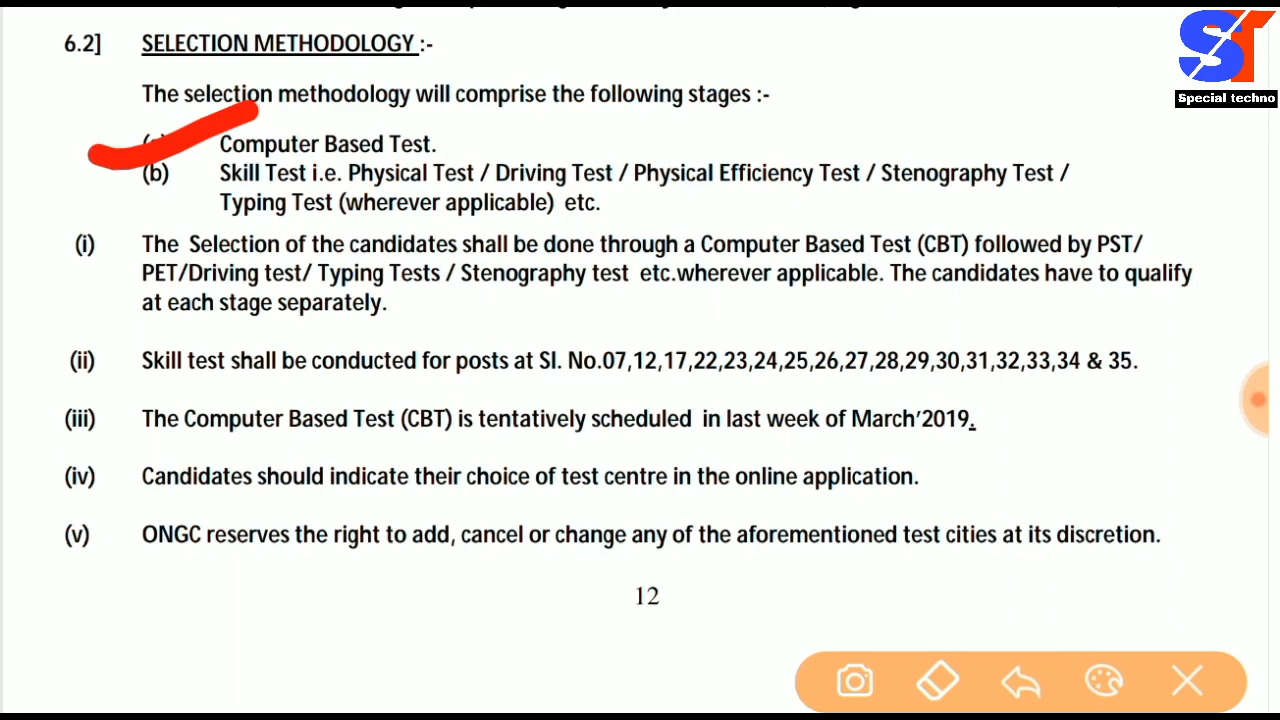 6.2] SELECTION METHODOLOGY :-
ST
Special techno
The selection methodology will comprise the following stages :-
Computer Based Test.
(b) Skill Test i.e. Physical Test / Driving Test / Physical Efficiency Test / Stenography Test /
Typing Test (wherever applicable) etc.
(i) The Selection of the candidates shall be done through a Computer Based Test (CBT) followed by PST/
PET/Driving test/ Typing Tests / Stenography test etc.wherever applicable. The candidates have to qualify
at each stage separately.
(ii) Skill test shall be conducted for posts at Sl. No.07,12,17,22,23,24,25,26,27,28,29,30,31,32,33,34 & 35.
(iii) The Computer Based Test (CBT) is tentatively scheduled in last week of March'2019.
(iv) Candidates should indicate their choice of test centre in the online application.
(v) ONGC reserves the right to add, cancel or change any of the aforementioned test cities at its discretion.
12